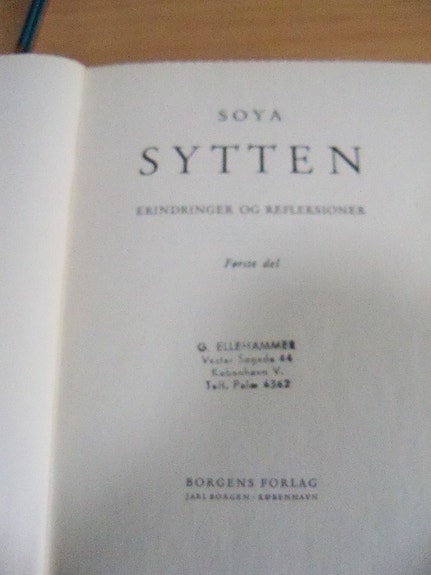 SOYA
SYTTEN
ERINDRINGER OG REFLEKSIONER
Første del
G. ELLEHAMMER
Vester Søgade 44
København V.
Telf. Palæ 6362
BORGENS FORLAG
JARL BORGEN · KØBENHAVN